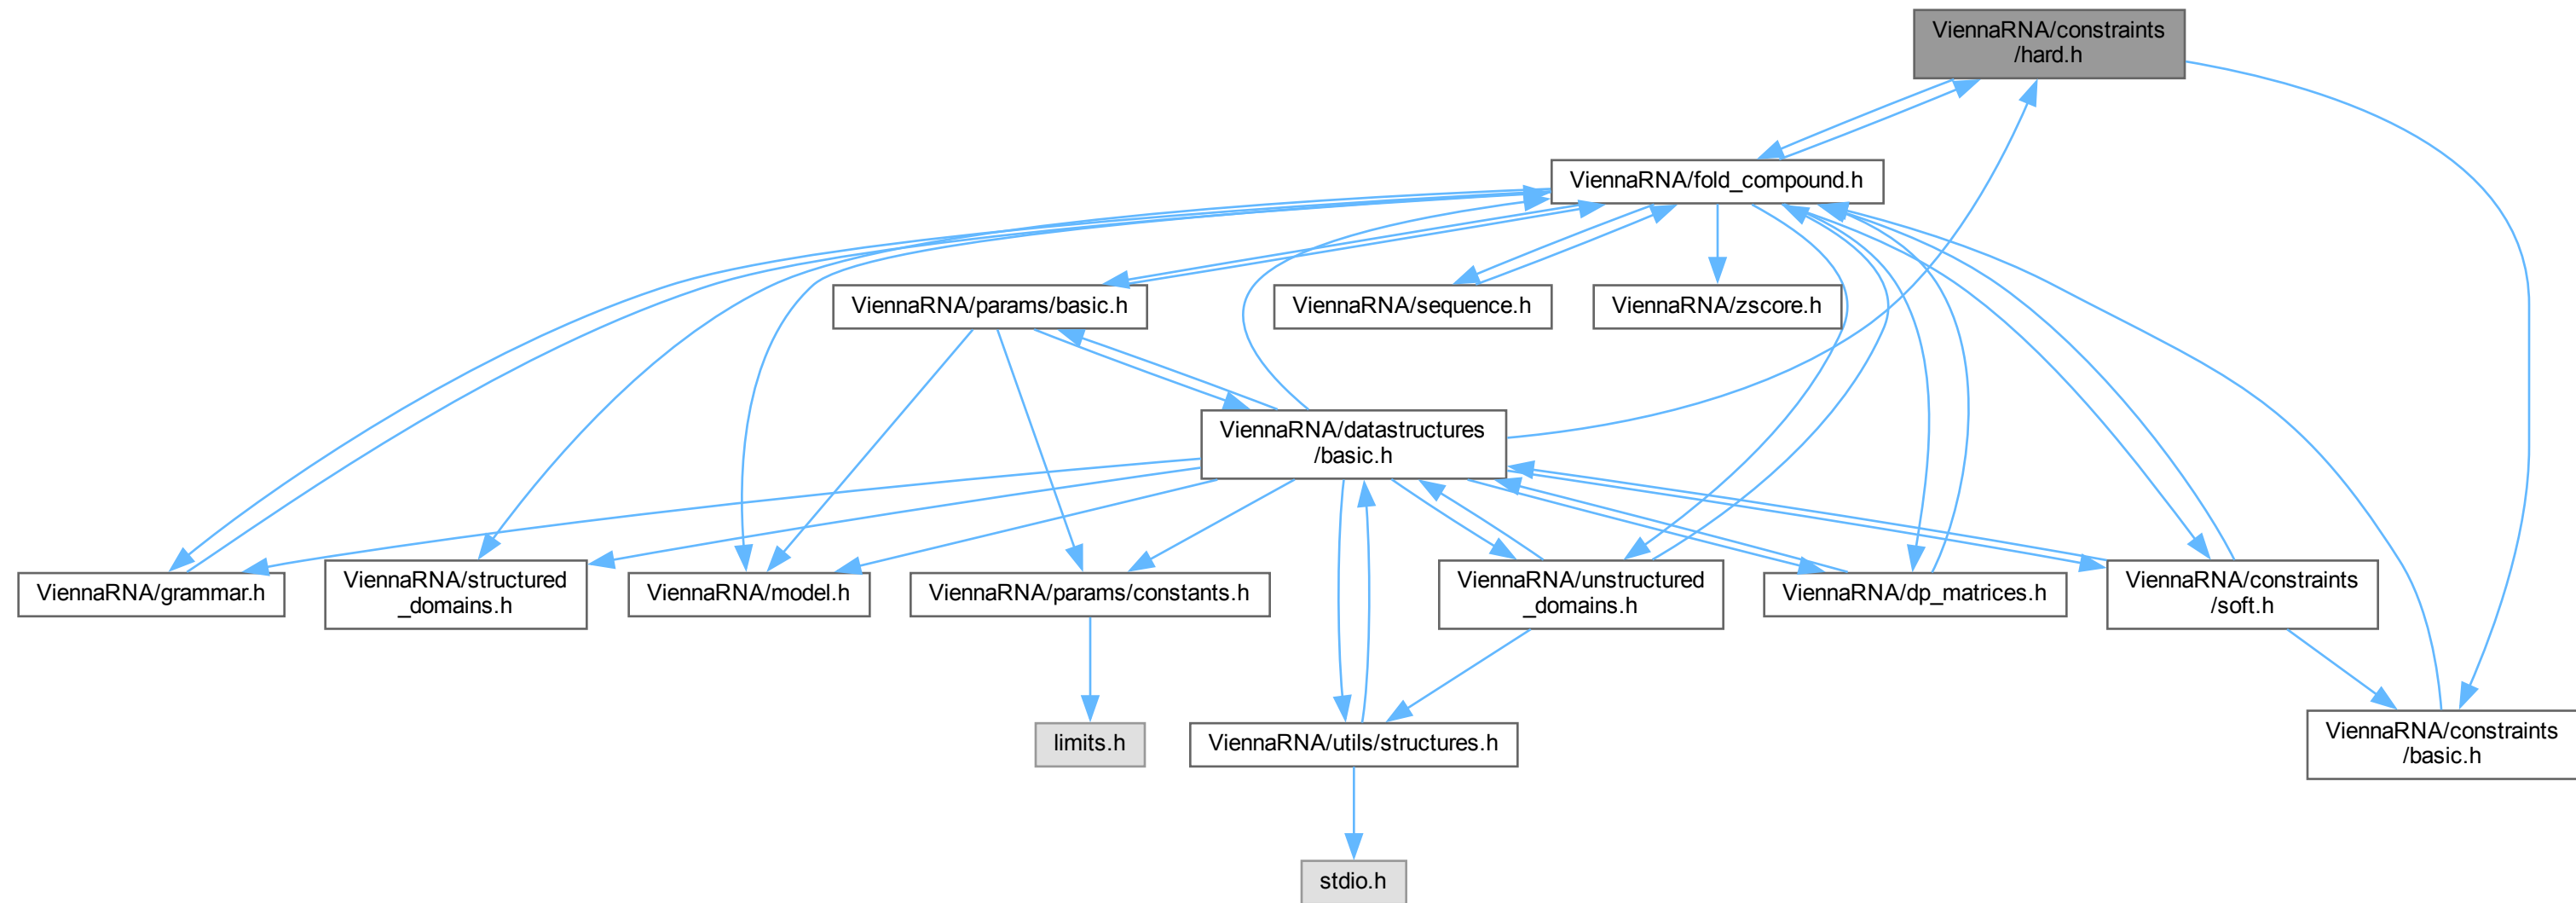 ViennaRNA/constraints
/hard.h
ViennaRNA/fold_compound.h
ViennaRNA/params/basic.h
ViennaRNA/sequence.h
ViennaRNA/zscore.h
ViennaRNA/datastructures
/basic.h
ViennaRNA/grammar.h
ViennaRNA/structured
_domains.h
ViennaRNA/model.h
ViennaRNA/params/constants.h
ViennaRNA/unstructured
_domains.h
ViennaRNA/dp_matrices.h
ViennaRNA/constraints
/soft.h
limits.h
ViennaRNA/utils/structures.h
ViennaRNA/constraints
/basic.h
stdio.h